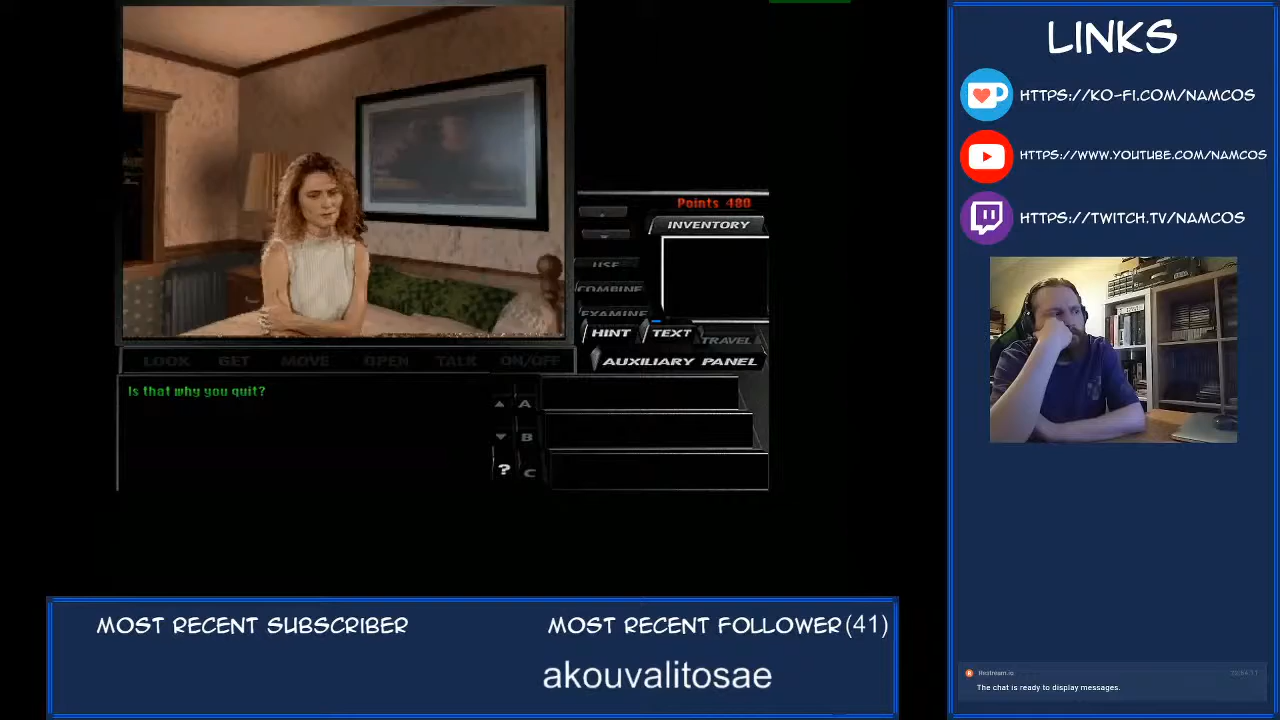 LINKS
HTTPS://KO-FI.COM/NAMCOS
HTTPS://WWW.YOUTUBE.COM/NAMCOS
HTTPS://TWITCH.TV/NAMCOS
Points 480
INVENTORY
USE
COMBINE
EXAMINE
HINT TEXT TRAVEL
LOOK GET MOVE OPEN TALK ON/OFF
AUXILIARY PANEL
Is that why you quit?
A
B
? C
MOST RECENT SUBSCRIBER
MOST RECENT FOLLOWER (41)
akouvalitosae
Restream.io
The chat is ready to display messages.